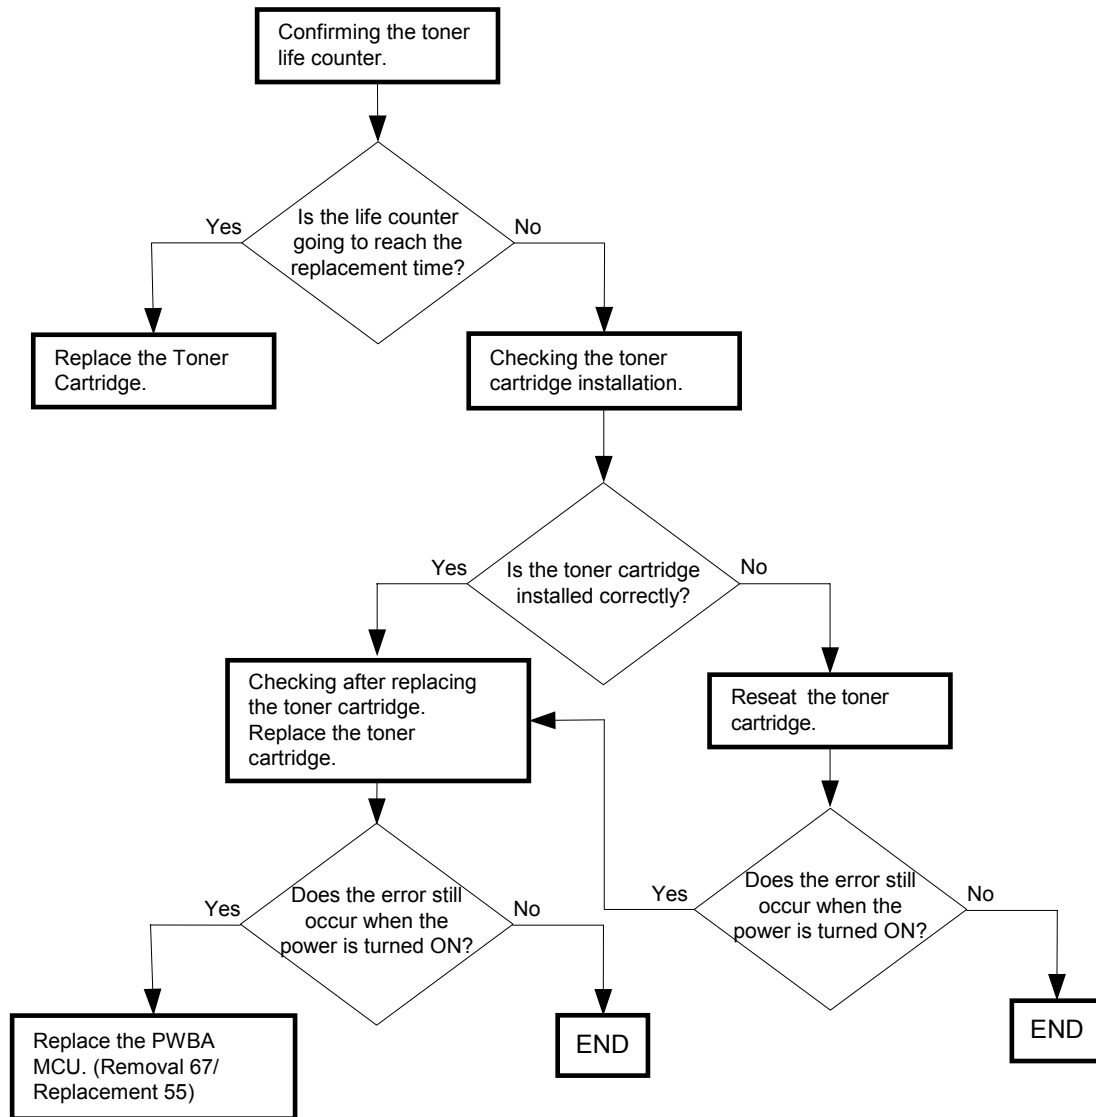 Confirming the toner
life counter.
Is the life counter
going to reach the
replacement time?
Yes
No
Replace the Toner
Cartridge.
Checking the toner
cartridge installation.
Is the toner cartridge
installed correctly?
Yes
No
Checking after replacing
the toner cartridge.
Replace the toner
cartridge.
Reseat the toner
cartridge.
Does the error still
occur when the
power is turned ON?
Yes
No
Does the error still
occur when the
power is turned ON?
Yes
No
Replace the PWBA
MCU. (Removal 67/
Replacement 55)
END
END